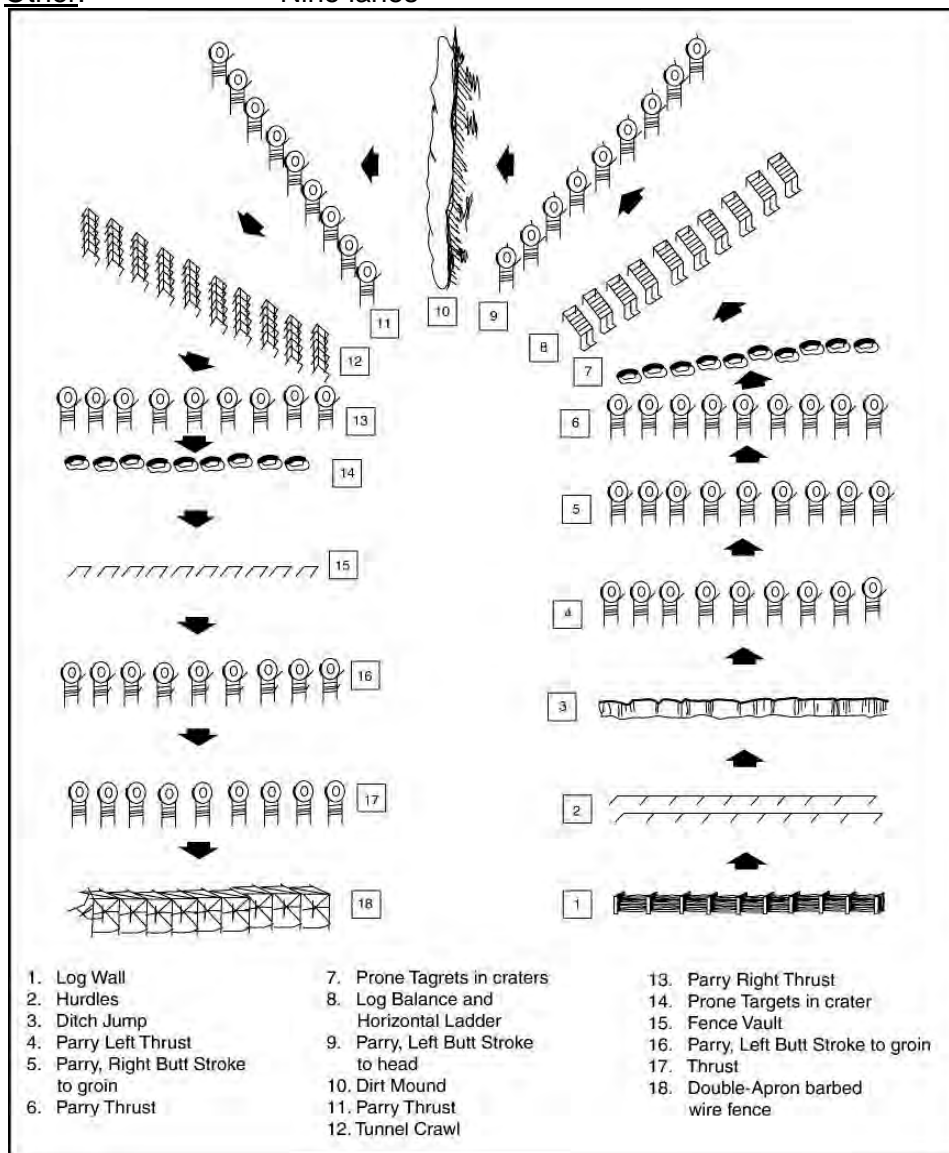 Other: Nine lanes
11
10
9
12
8
7
13
6
14
5
15
4
16
3
17
2
18
1
1. Log Wall
2. Hurdles
3. Ditch Jump
4. Parry Left Thrust
5. Parry, Right Butt Stroke
to groin
6. Parry Thrust
7. Prone Tagrets in craters
8. Log Balance and
Horizontal Ladder
9. Parry, Left Butt Stroke
to head
10. Dirt Mound
11. Parry Thrust
12. Tunnel Crawl
13. Parry Right Thrust
14. Prone Targets in crater
15. Fence Vault
16. Parry, Left Butt Stroke to groin
17. Thrust
18. Double-Apron barbed
wire fence